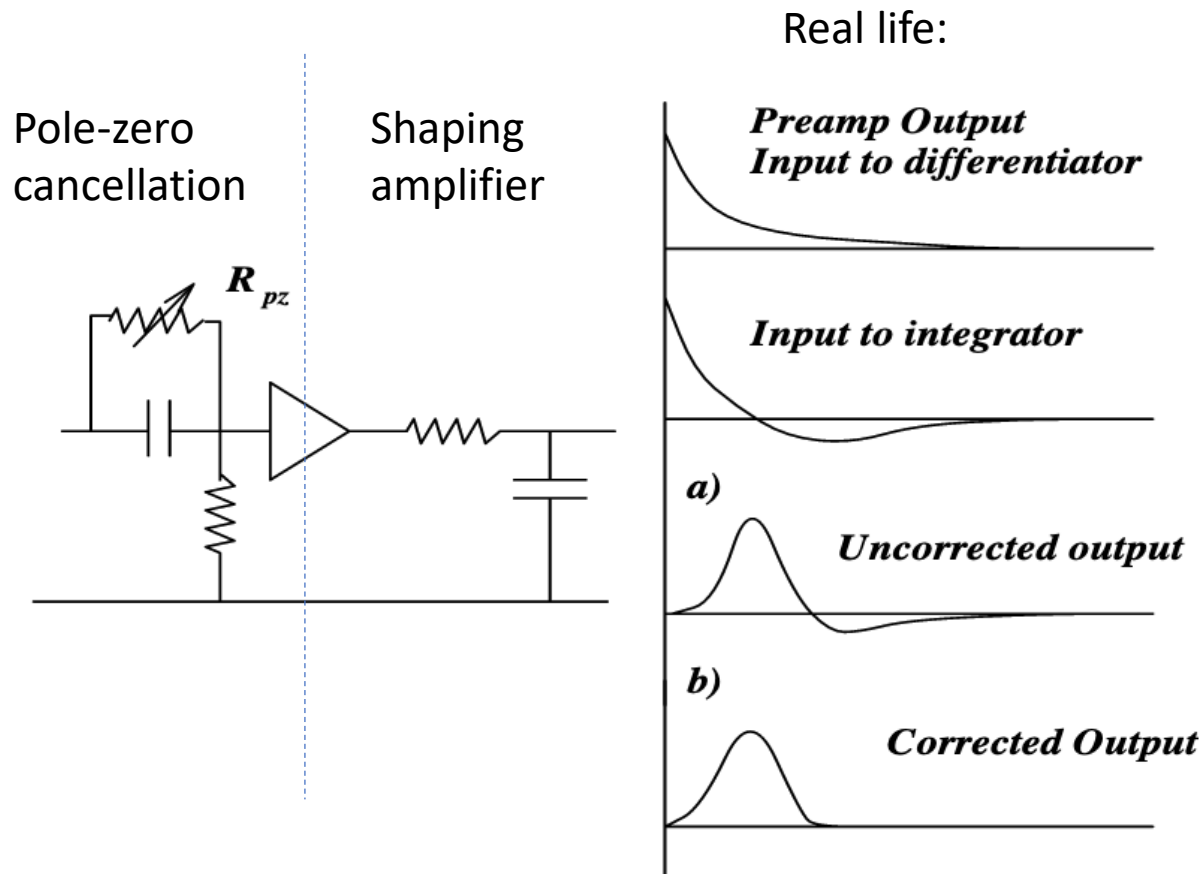 Real life:
Pole-zero
cancellation
Shaping
amplifier
R pz
Preamp Output
Input to differentiator
Input to integrator
a)
Uncorrected output
b)
Corrected Output